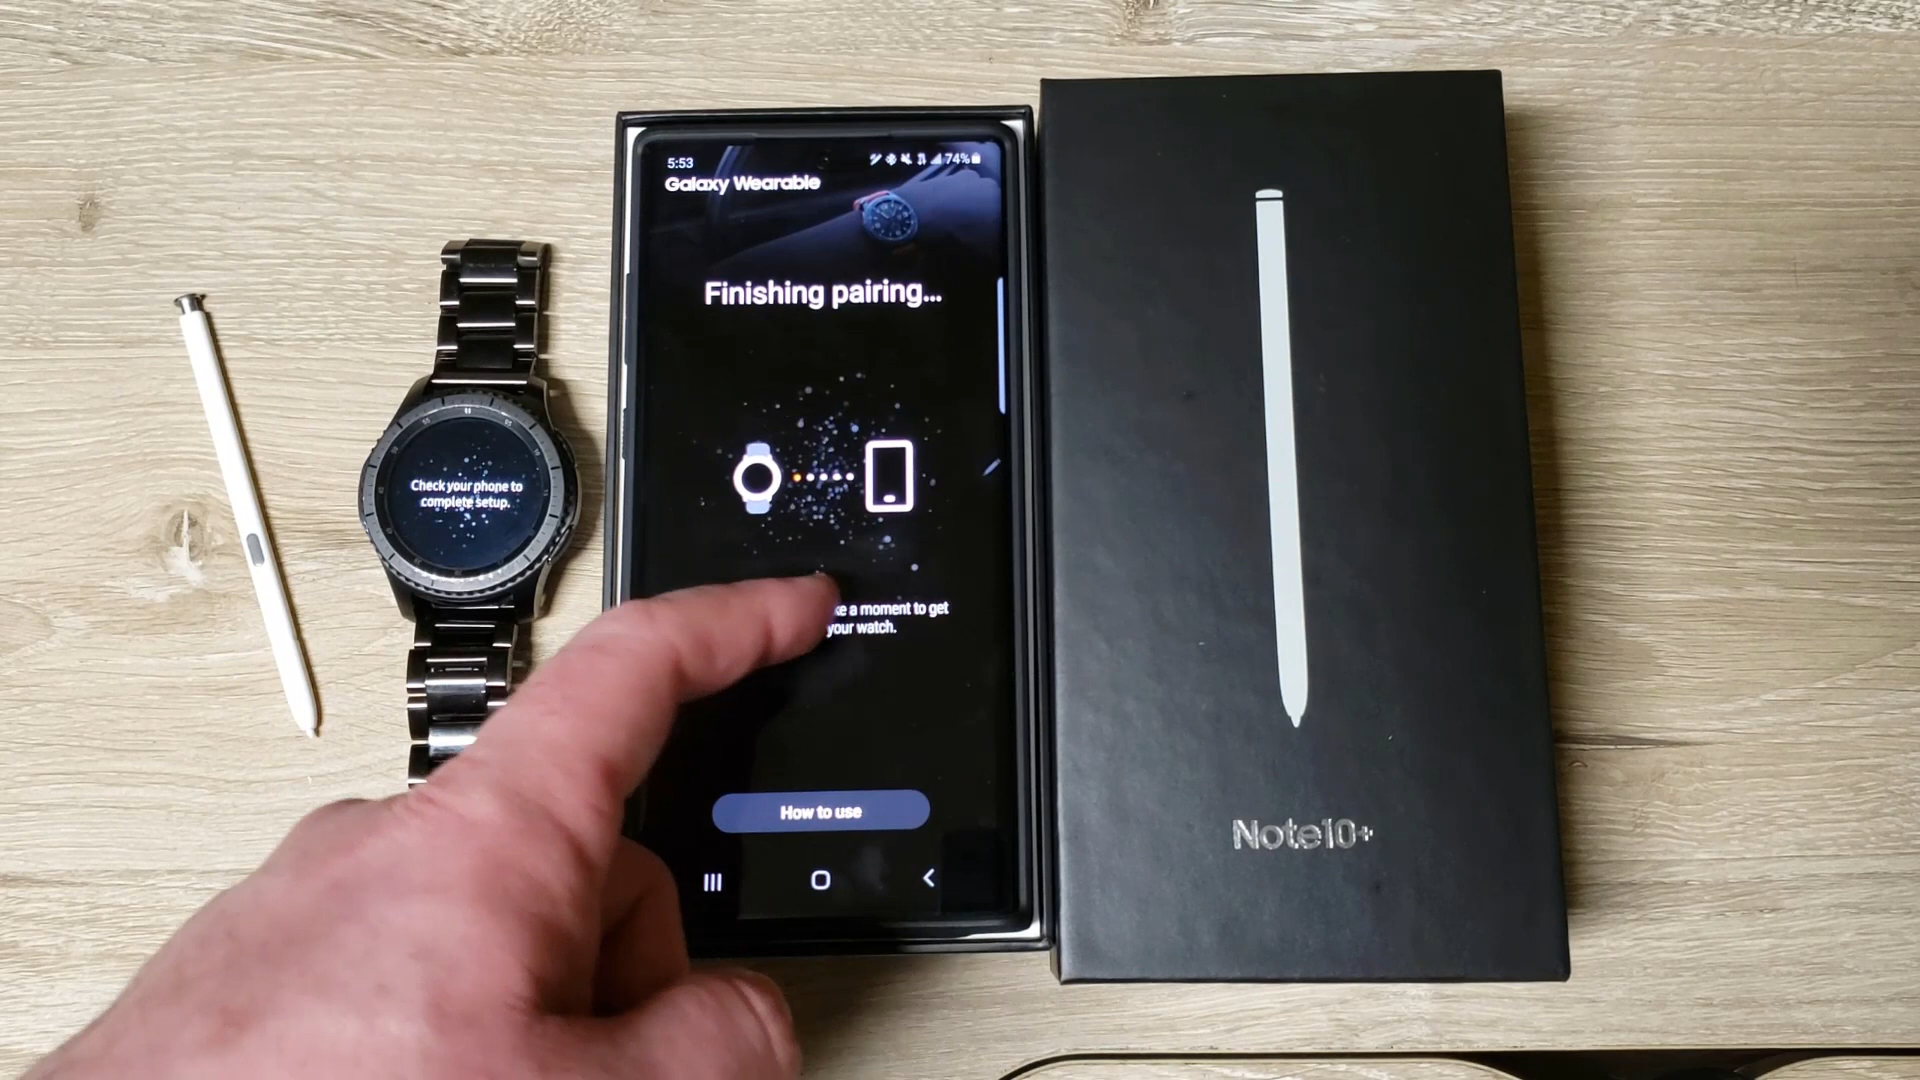 5:53
74%
Galaxy Wearable
Finishing pairing...
Check your phone to
complete setup.
a moment to get
your watch.
How to use
Note10+